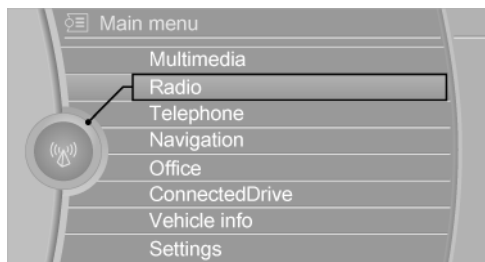 Main menu
Multimedia
Radio
Telephone
Navigation
Office
ConnectedDrive
Vehicle info
Settings